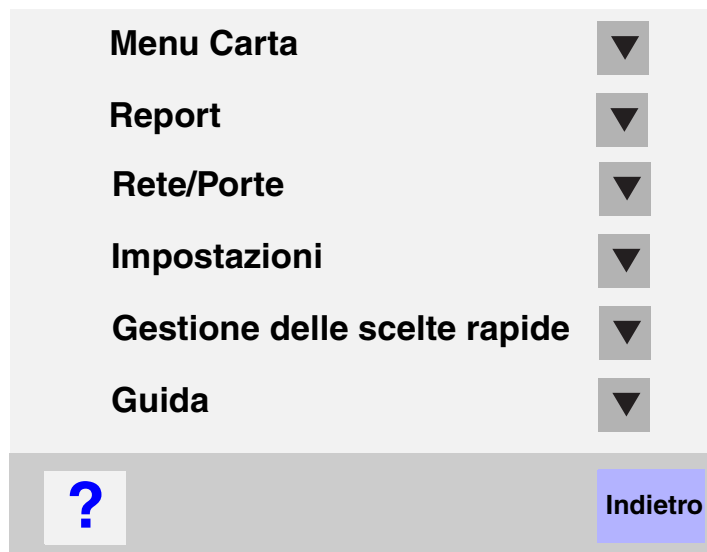 Menu Carta
Report
Rete/Porte
Impostazioni
Gestione delle scelte rapide
Guida
?
Indietro